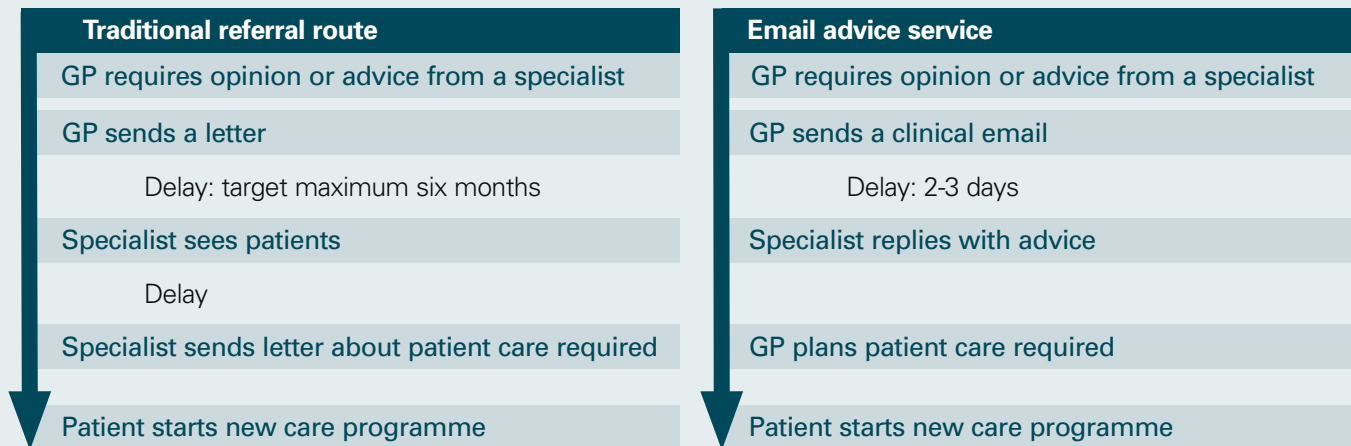 Traditional referral route
GP requires opinion or advice from a specialist
GP sends a letter
Delay: target maximum six months
Specialist sees patients
Delay
Specialist sends letter about patient care required
Patient starts new care programme
Email advice service
GP requires opinion or advice from a specialist
GP sends a clinical email
Delay: 2-3 days
Specialist replies with advice
GP plans patient care required
Patient starts new care programme